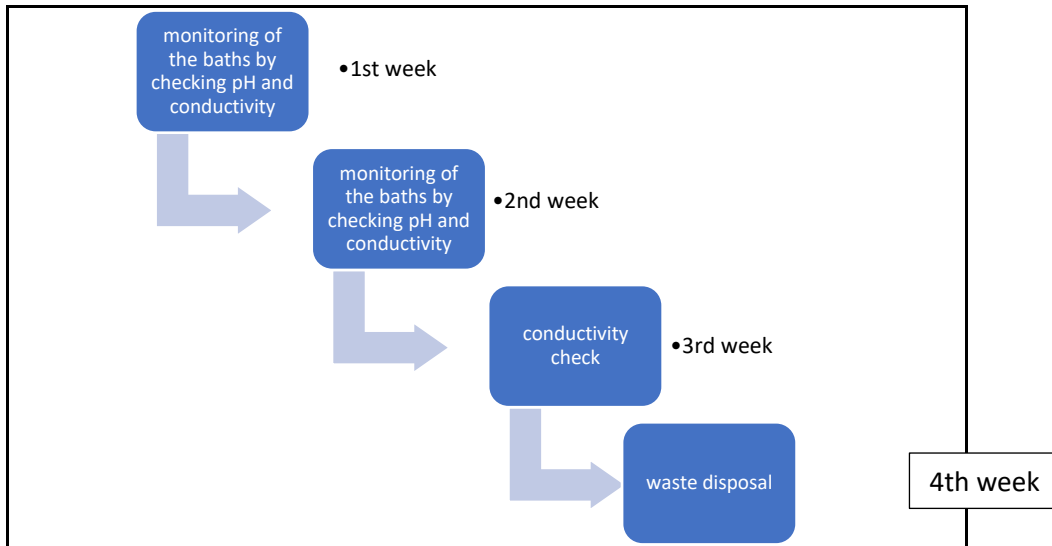 monitoring of
the baths by
checking pH and
conductivity
•1st week
monitoring of
the baths by
checking pH and
conductivity
•2nd week
conductivity
check
•3rd week
waste disposal
4th week